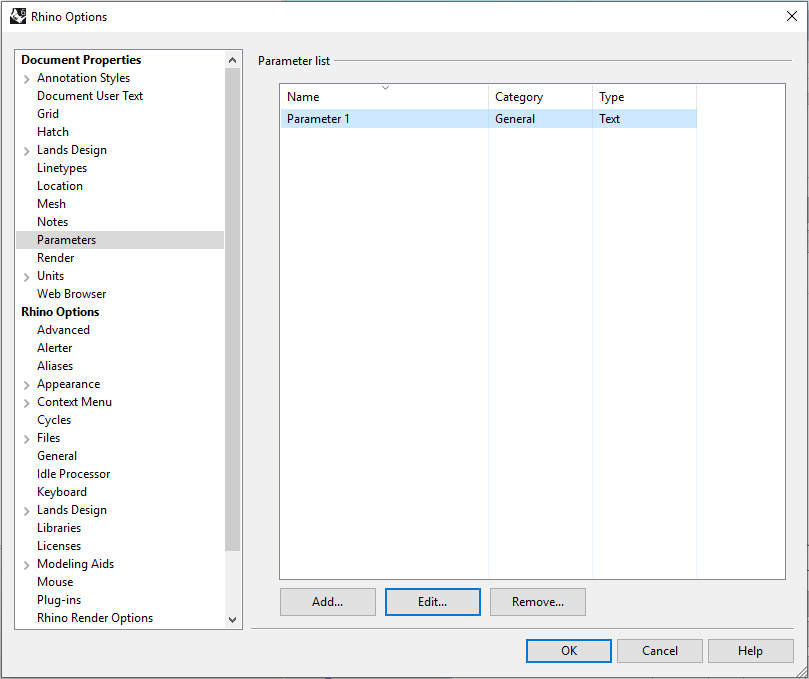 Rhino Options
Document Properties
Annotation Styles
Document User Text
Grid
Hatch
Lands Design
Linetypes
Location
Mesh
Notes
Parameters
Render
Units
Web Browser
Rhino Options
Advanced
Alerter
Aliases
Appearance
Context Menu
Cycles
Files
General
Idle Processor
Keyboard
Lands Design
Libraries
Licenses
Modeling Aids
Mouse
Plug-ins
Rhino Render Options
Parameter list
Name Category Type
Parameter 1 General Text
Add... Edit... Remove...
OK Cancel Help